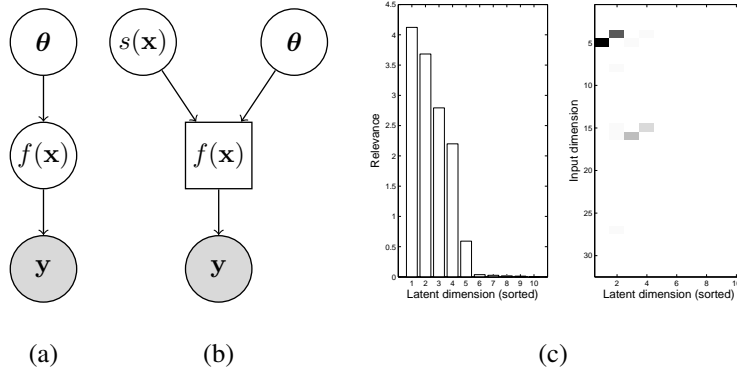 θ
f(x)
y
s(x)
θ
f(x)
y
4.5
4
3.5
3
2.5
2
1.5
1
0.5
0
Relevance
1 2 3 4 5 6 7 8 9 10
Latent dimension (sorted)
5
10
15
20
25
30
Input dimension
2 4 6 8 10
Latent dimension (sorted)
(a)
(b)
(c)